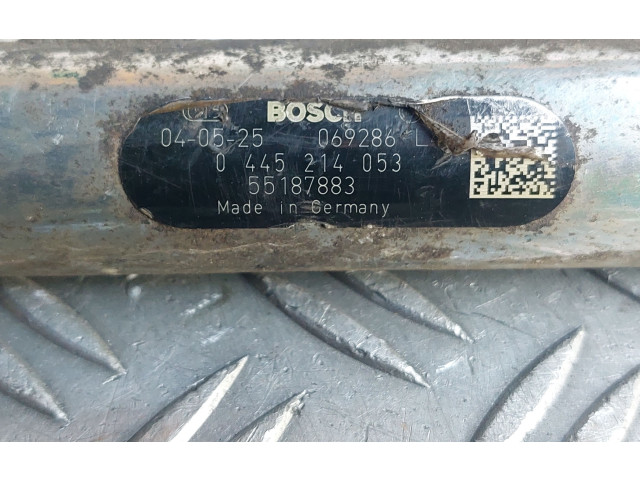 BOSCH
04-05-25 069286 L
0 445 214 053
55187883
Made in Germany